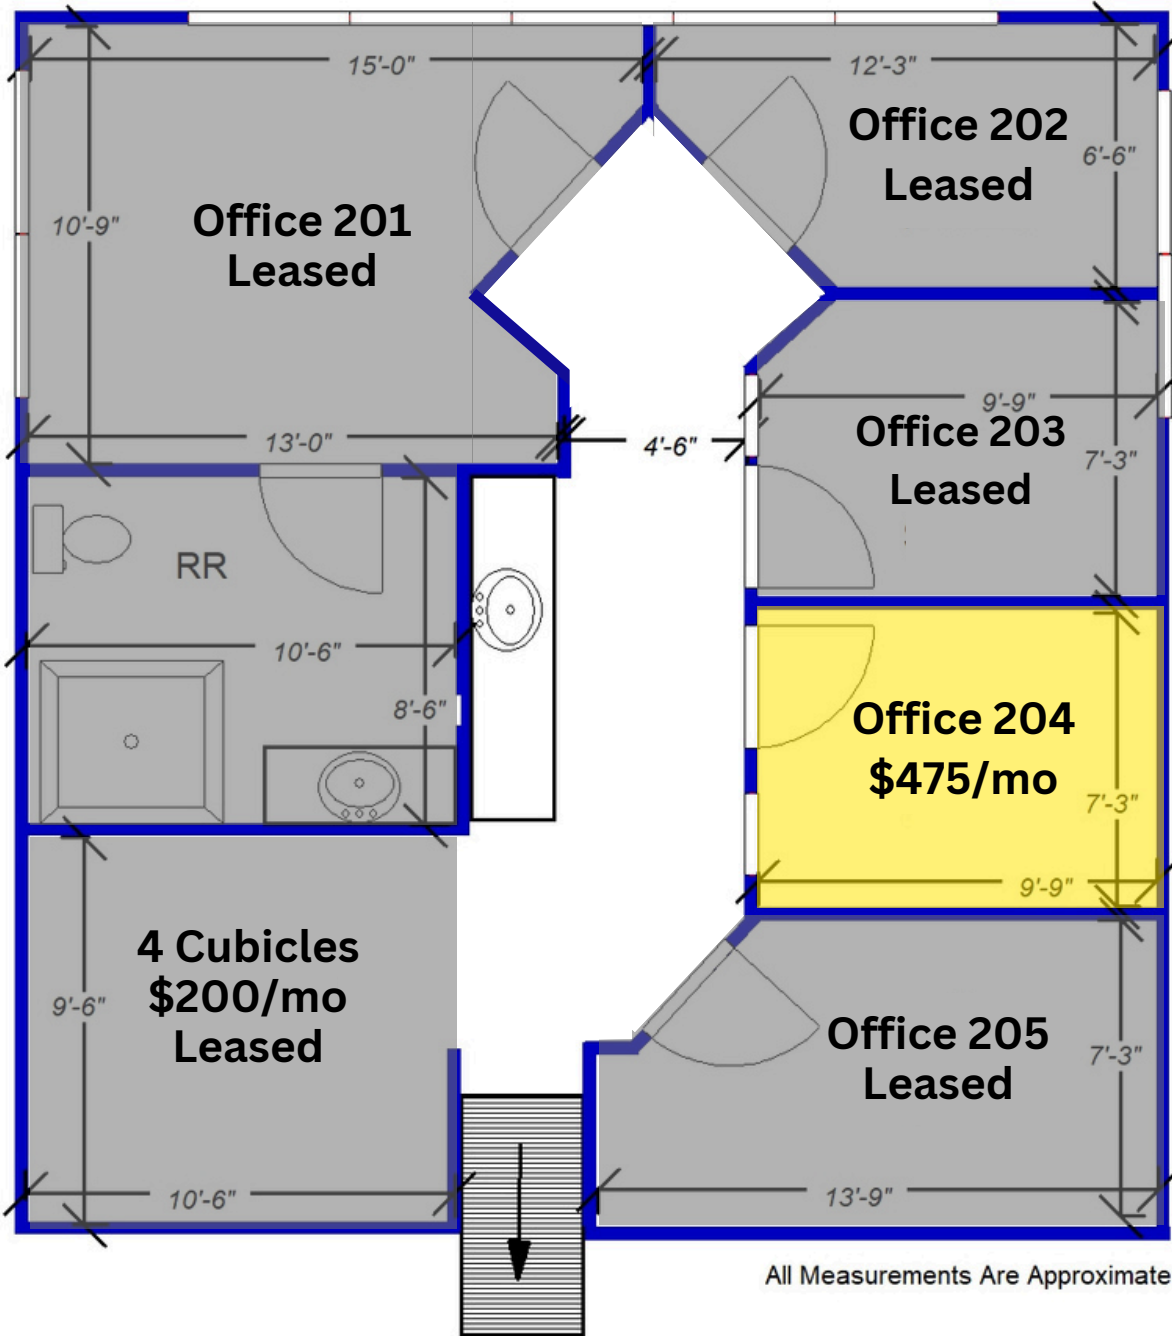 15'-0"
12'-3"
Office 202
Leased
6'-6"
10'-9"
Office 201
Leased
9'-9"
13'-0"
4'-6"
Office 203
Leased
7'-3"
RR
10'-6"
8'-6"
Office 204
$475/mo
7'-3"
9'-9"
4 Cubicles
$200/mo
Leased
9'-6"
Office 205
Leased
7'-3"
10'-6"
13'-9"
All Measurements Are Approximate